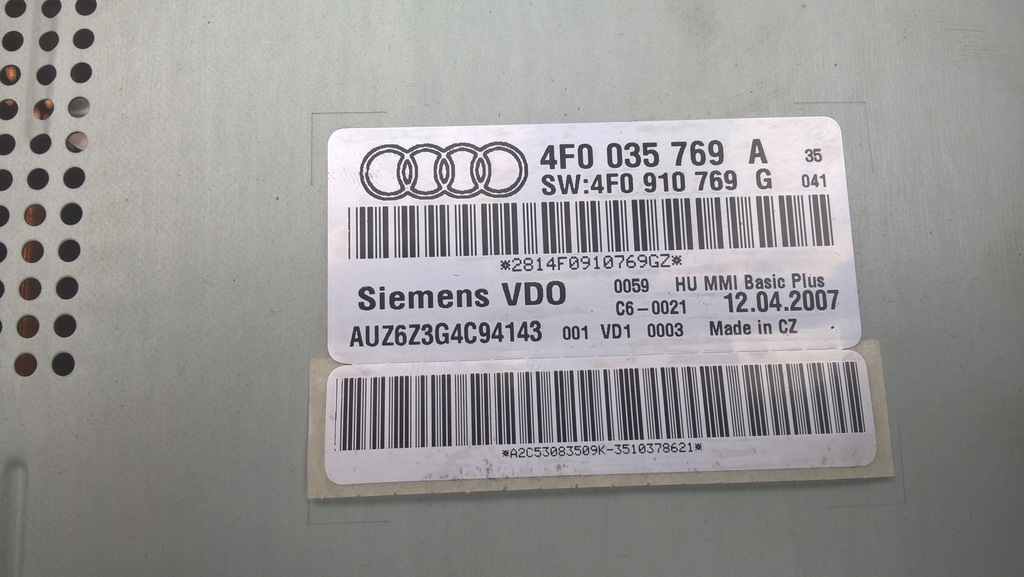 4F0 035 769 A 35
SW:4F0 910 769 G 041
*2814F0910769GZ*
Siemens VDO 0059 HU MMI Basic Plus
C6-0021 12.04.2007
AUZ6Z3G4C94143 001 VD1 0003 Made in CZ
*A2C53083509K-3510378621*